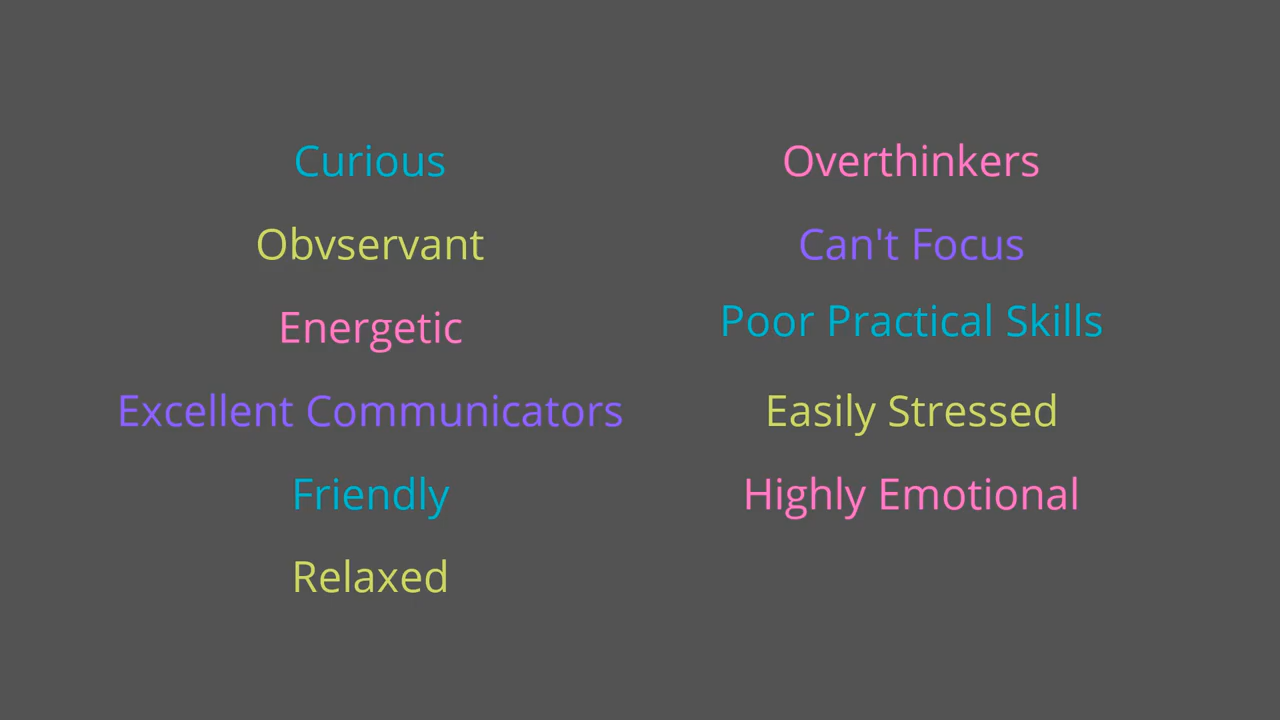 Curious
Obvservant
Energetic
Excellent Communicators
Friendly
Relaxed
Overthinkers
Can't Focus
Poor Practical Skills
Easily Stressed
Highly Emotional